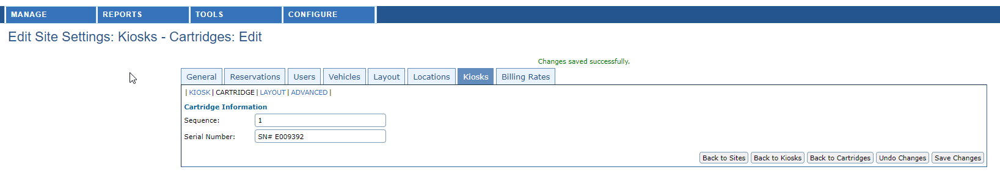 MANAGE REPORTS TOOLS CONFIGURE
Edit Site Settings: Kiosks - Cartridges: Edit
Changes saved successfully.
General Reservations Users Vehicles Layout Locations Kiosks Billing Rates
| KIOSK | CARTRIDGE | LAYOUT | ADVANCED |
Cartridge Information
Sequence: 1
Serial Number: SN# E009392
Back to Sites Back to Kiosks Back to Cartridges Undo Changes Save Changes